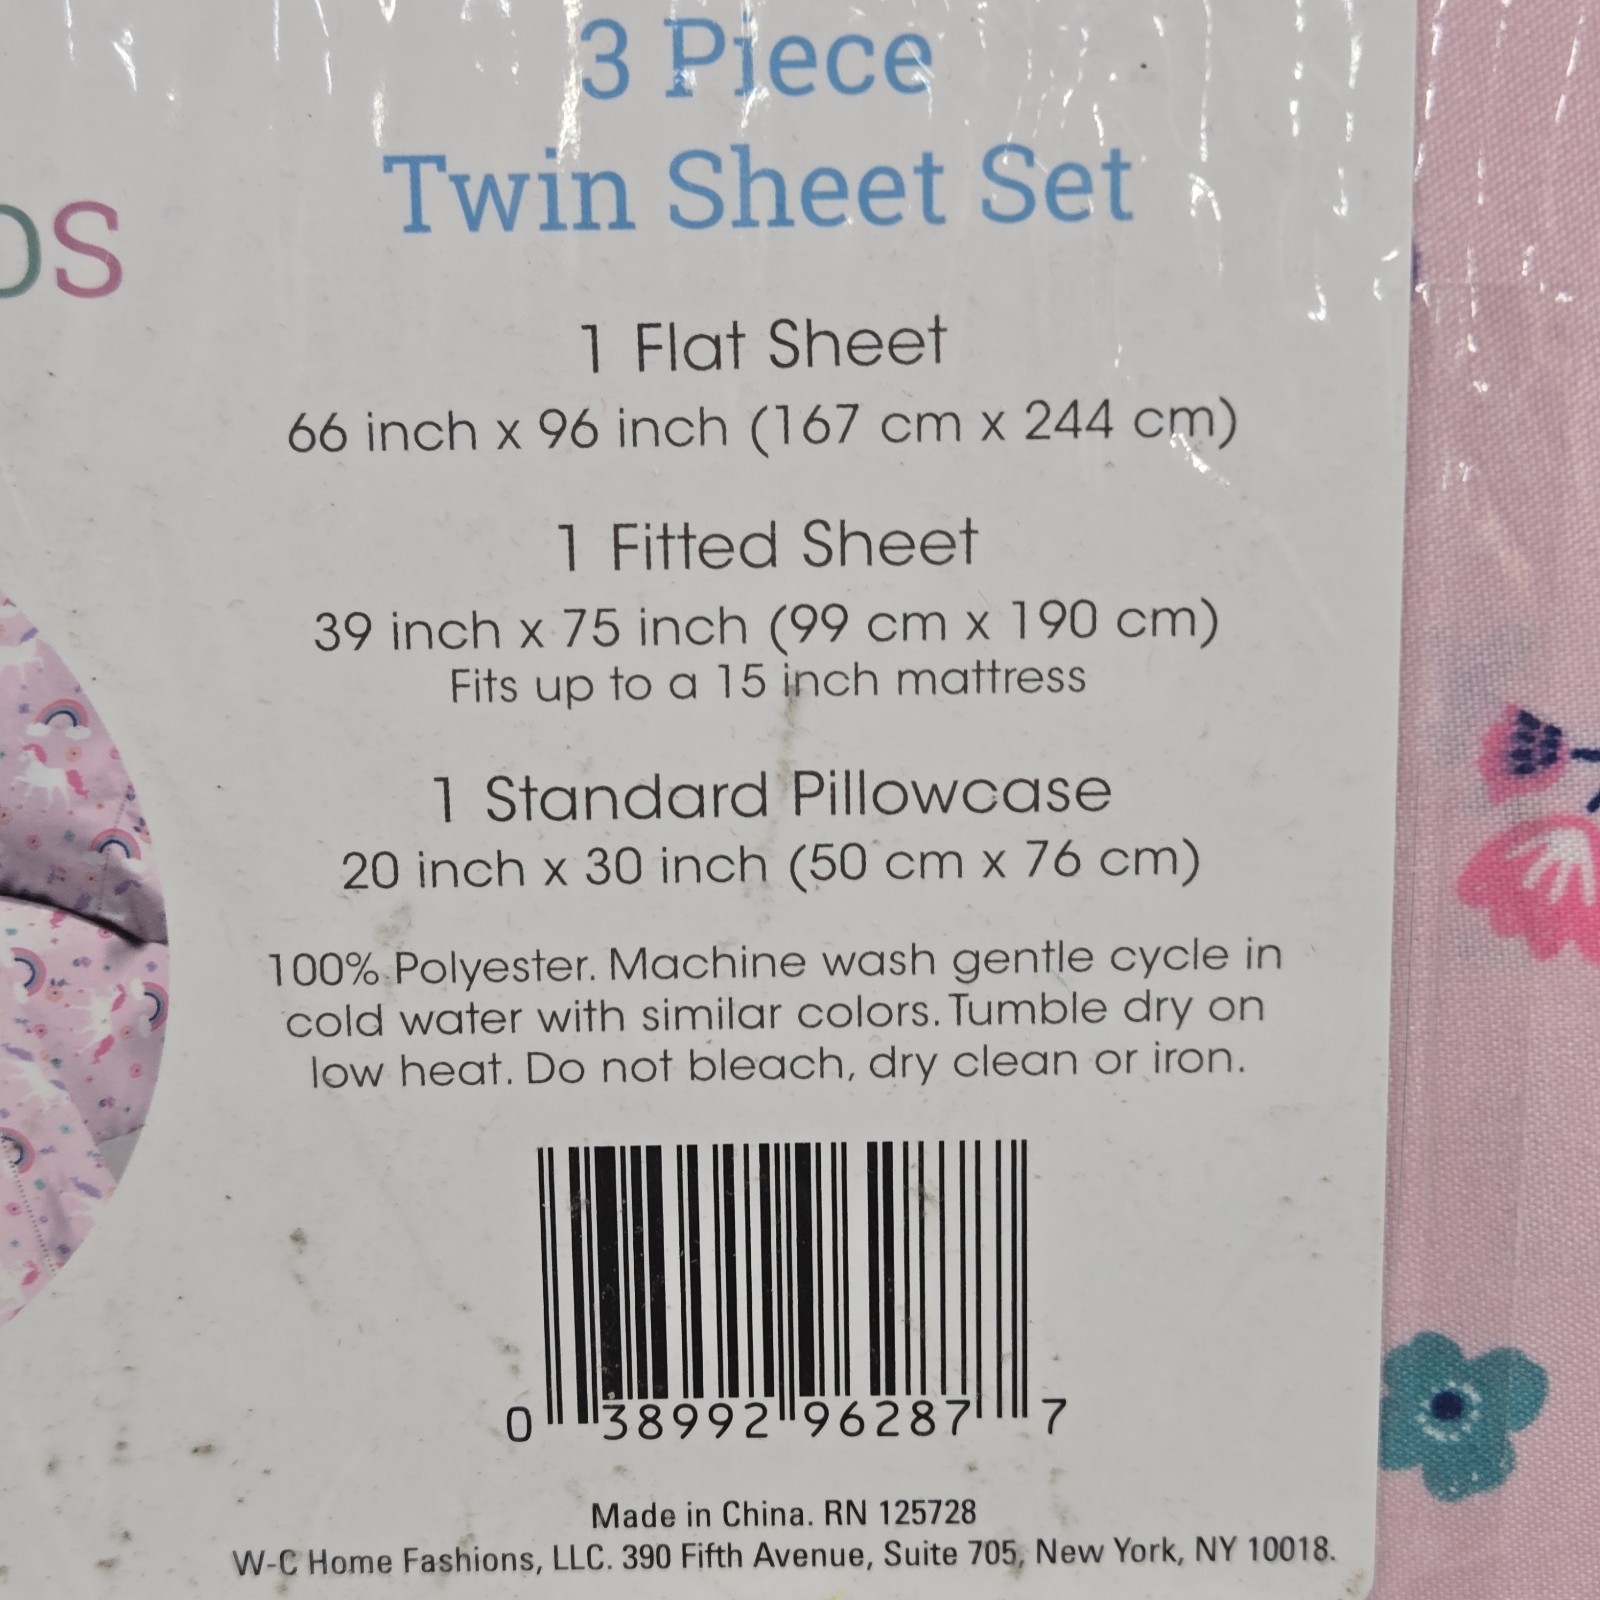 3 Piece
Twin Sheet Set
DS
1 Flat Sheet
66 inch x 96 inch (167 cm x 244 cm)
1 Fitted Sheet
39 inch x 75 inch (99 cm x 190 cm)
Fits up to a 15 inch mattress
1 Standard Pillowcase
20 inch x 30 inch (50 cm x 76 cm)
100% Polyester. Machine wash gentle cycle in
cold water with similar colors. Tumble dry on
low heat. Do not bleach, dry clean or iron.
0 38992 96287 7
Made in China. RN 125728
W-C Home Fashions, LLC. 390 Fifth Avenue, Suite 705, New York, NY 10018.